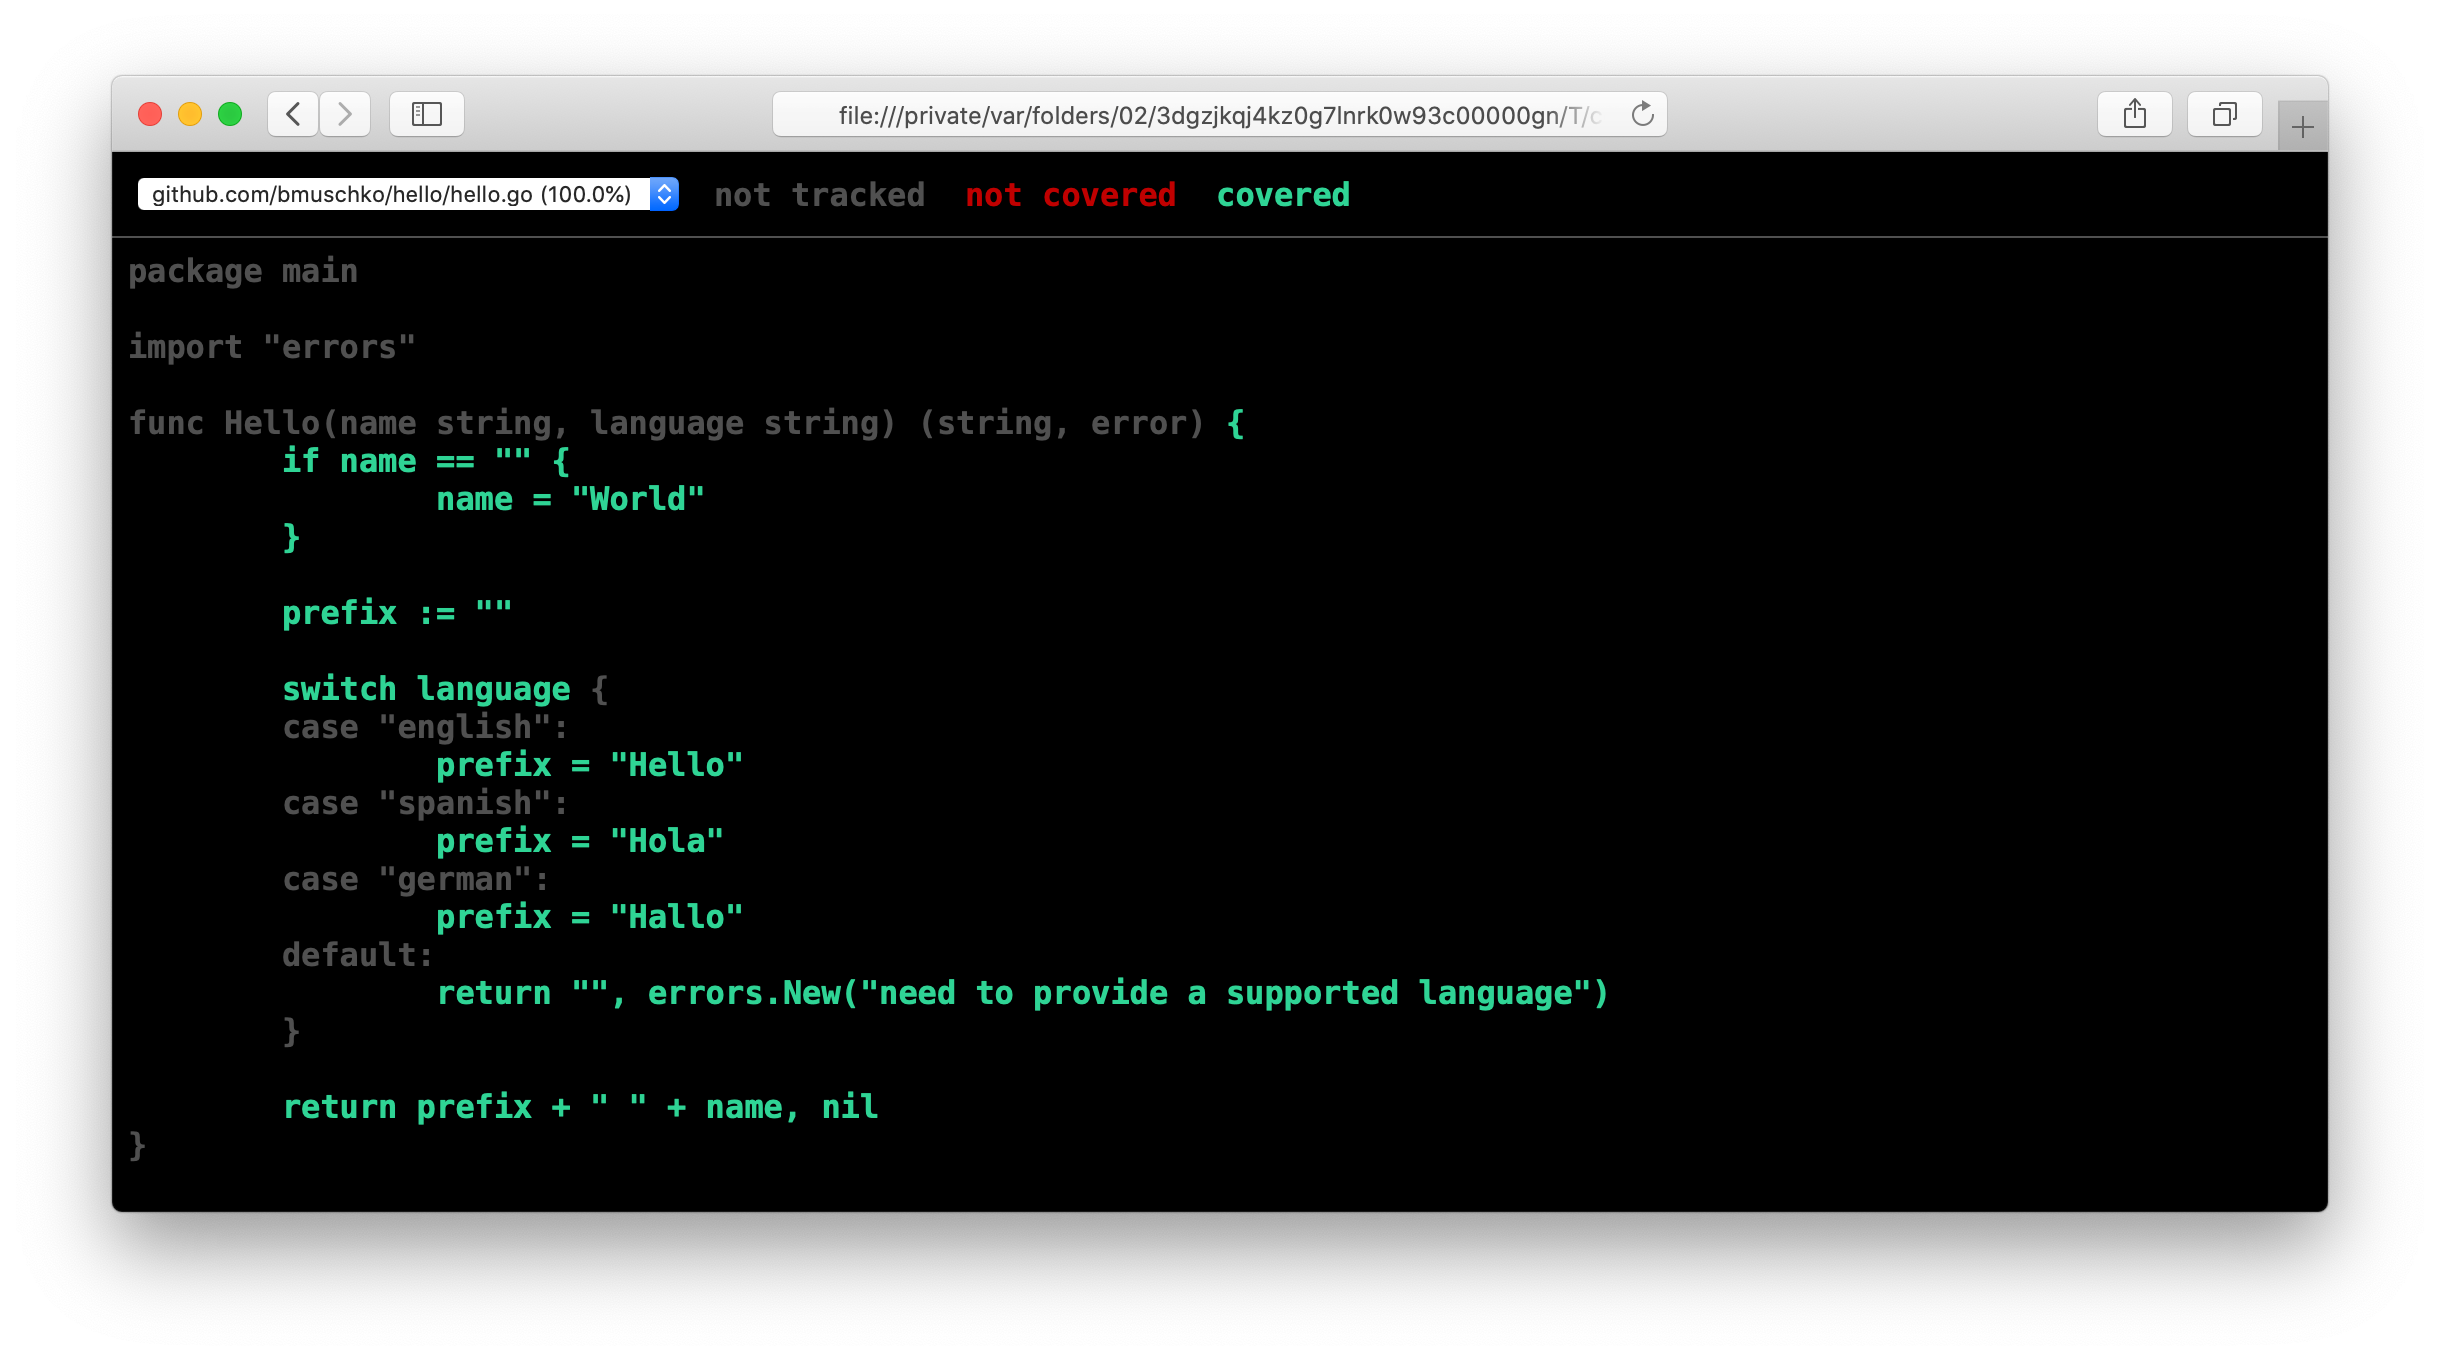 file:///private/var/folders/02/3dgzjkqj4kz0g7lnrk0w93c00000gn/T/c
github.com/bmuschko/hello/hello.go (100.0%) not tracked not covered covered
package main
import "errors"
func Hello(name string, language string) (string, error) {
if name == "" {
name = "World"
}
prefix := ""
switch language {
case "english":
prefix = "Hello"
case "spanish":
prefix = "Hola"
case "german":
prefix = "Hallo"
default:
return "", errors.New("need to provide a supported language")
}
return prefix + " " + name, nil
}